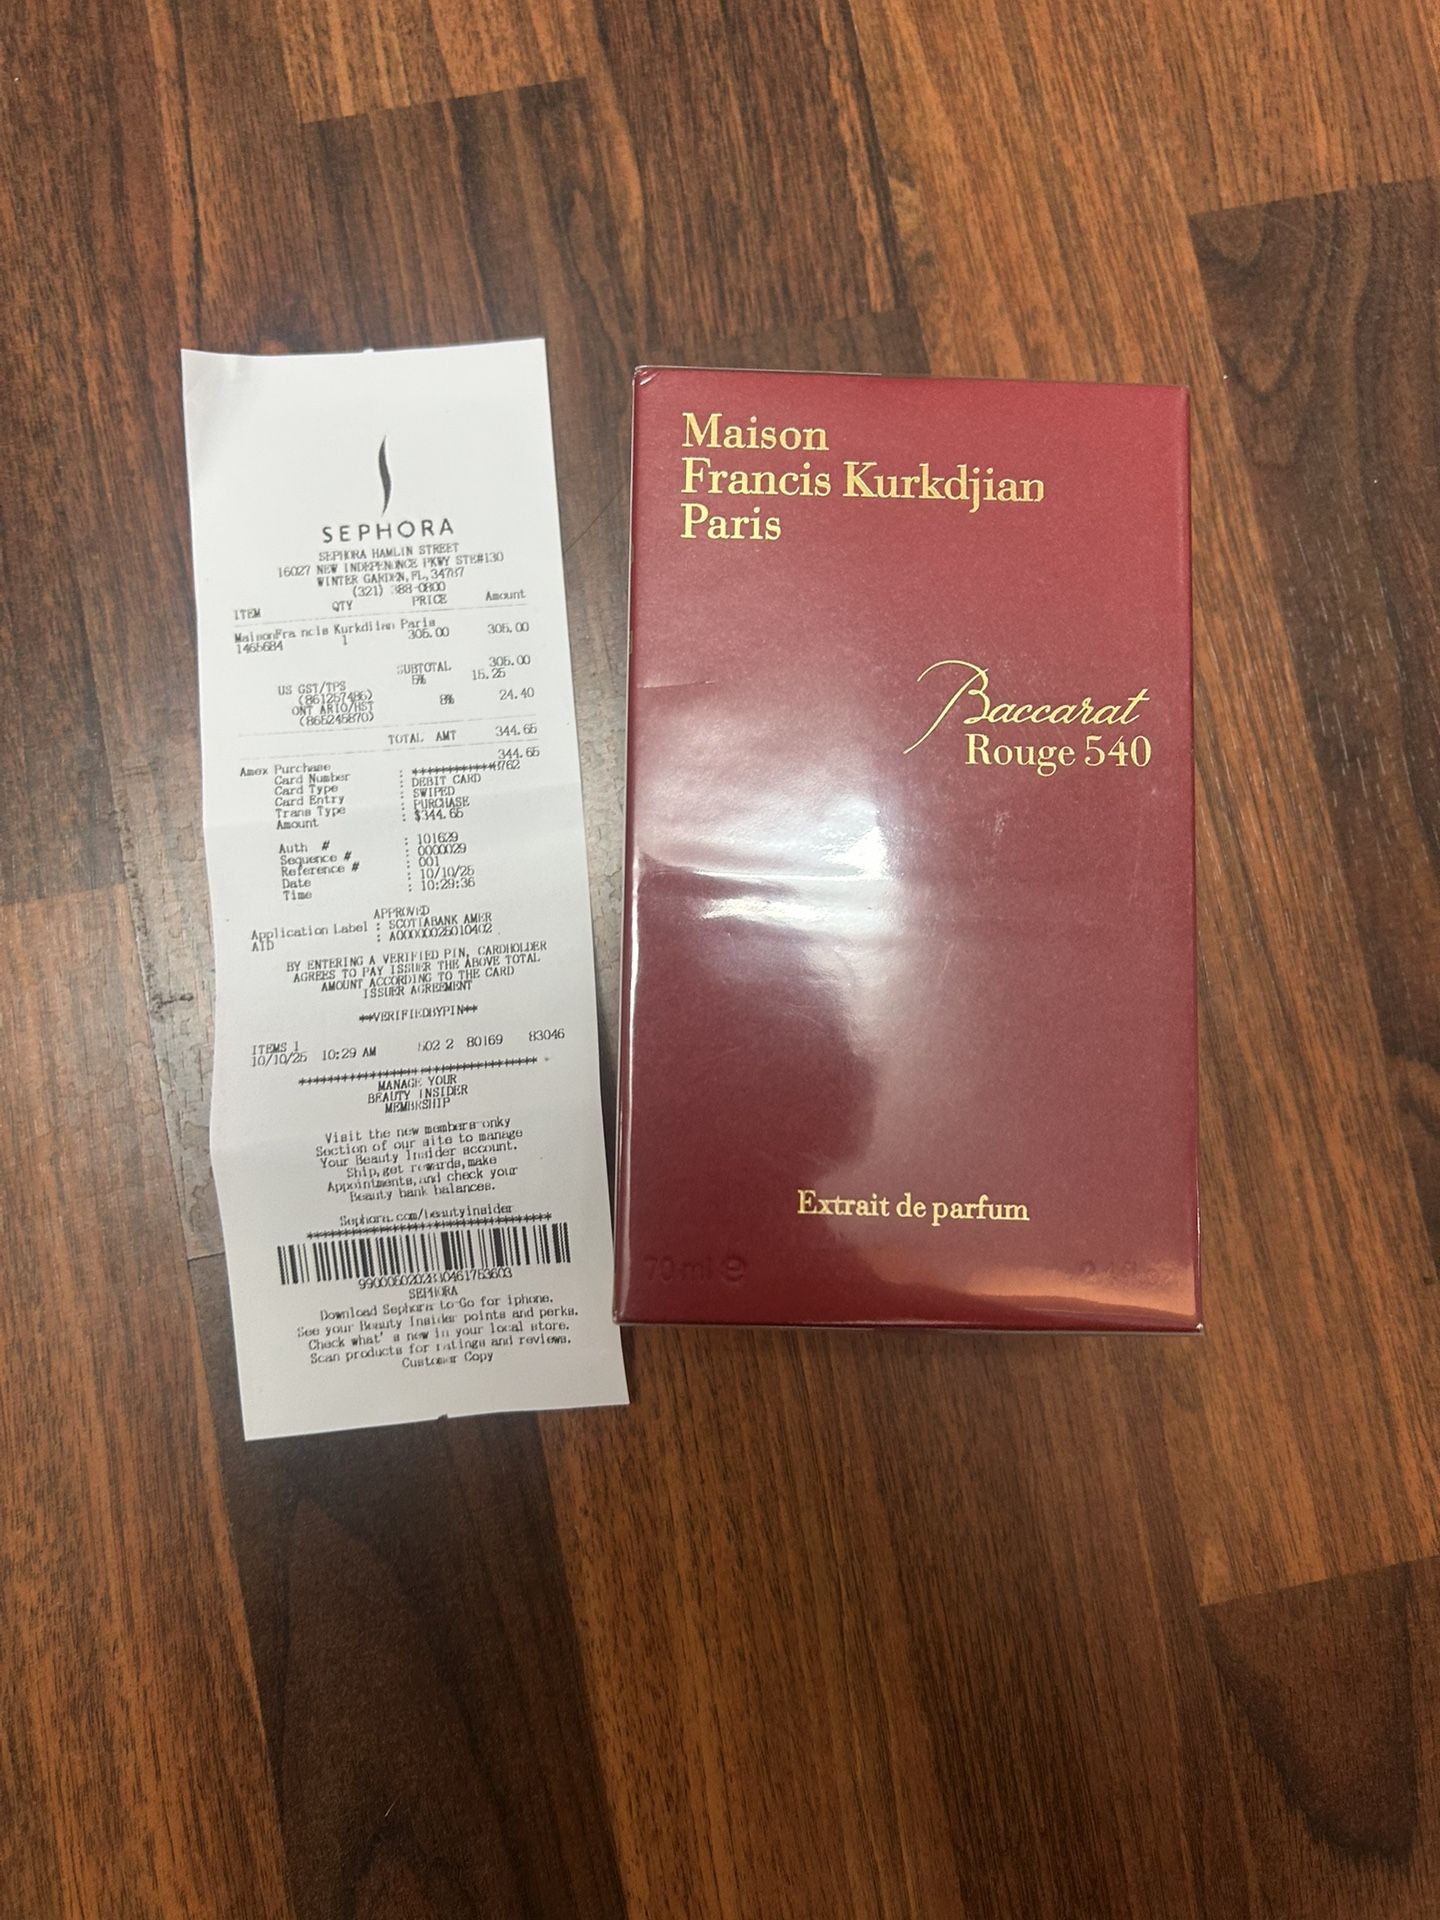 SEPHORA
SEPHORA HAMLIN STREET
16027 NEW INDEPENONCE PKWY STE#130
WINTER GARDEN, FL, 34787
(321) 388-0800
ITEM QTY PRICE Amount
MaisonFra ncis Kurkdjian Paris
1465684 1 305.00 305.00
SUBTOTAL 305.00
US GST/TPS 5% 15.25
(861257486)
ONT ARIO/HST 8% 24.40
(865245870)
TOTAL AMT 344.65
344.65
Amex Purchase
Card Number : ************8762
Card Type : DEBIT CARD
Card Entry : SWIPED
Trans Type : PURCHASE
Amount : $344.65
Auth # : 101629
Sequence # : 0000029
Reference # : 001
Date : 10/10/25
Time : 10:29:36
APPROVED
Application Label : SCOTIABANK AMER
AID : A00000025010402
BY ENTERING A VERIFIED PIN, CARDHOLDER
AGREES TO PAY ISSUER THE ABOVE TOTAL
AMOUNT ACCORDING TO THE CARD
ISSUER AGREEMENT
**VERIFIEDBYPIN**
ITEMS 1
10/10/25 10:29 AM 502 2 80169 83046
MANAGE YOUR
BEAUTY INSIDER
MEMBRSHIP
Visit the new members-onky
Section of our site to manage
Your Beauty Insider account.
Ship,get rewards,make
Appointments,and check your
Beauty bank balances.
Sephora.com/beautyinsider
SEPHORA
Download Sephora-to-Go for iphone.
See your Beauty Insider points and perks.
Check what's new in your local store.
Scan products for ratings and reviews.
Customer Copy
Maison
Francis Kurkdjian
Paris
Baccarat
Rouge 540
Extrait de parfum
70 ml ℮